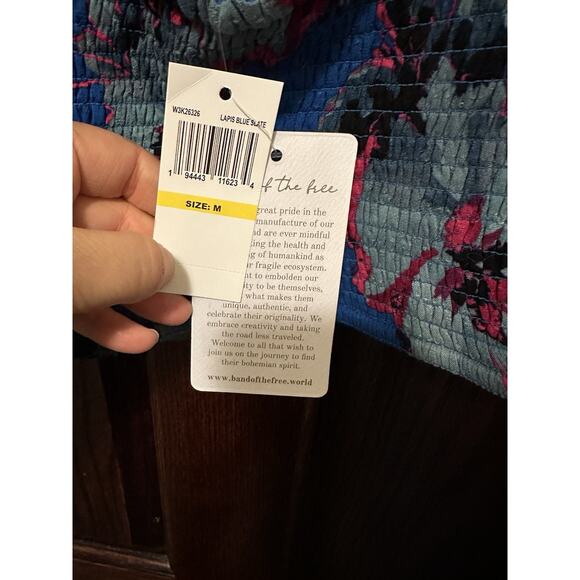 W3K26326 LAPIS BLUE SLATE
1 94443 11623 4
SIZE: M
of the free
great pride in the
manufacture of our
are ever mindful
the health and
of humankind as
fragile ecosystem.
to embolden our
to be themselves,
what makes them
unique, authentic, and
celebrate their originality. We
embrace creativity and taking
the road less traveled.
Welcome to all that wish to
join us on the journey to find
their bohemian spirit.
www.bandofthefree.world